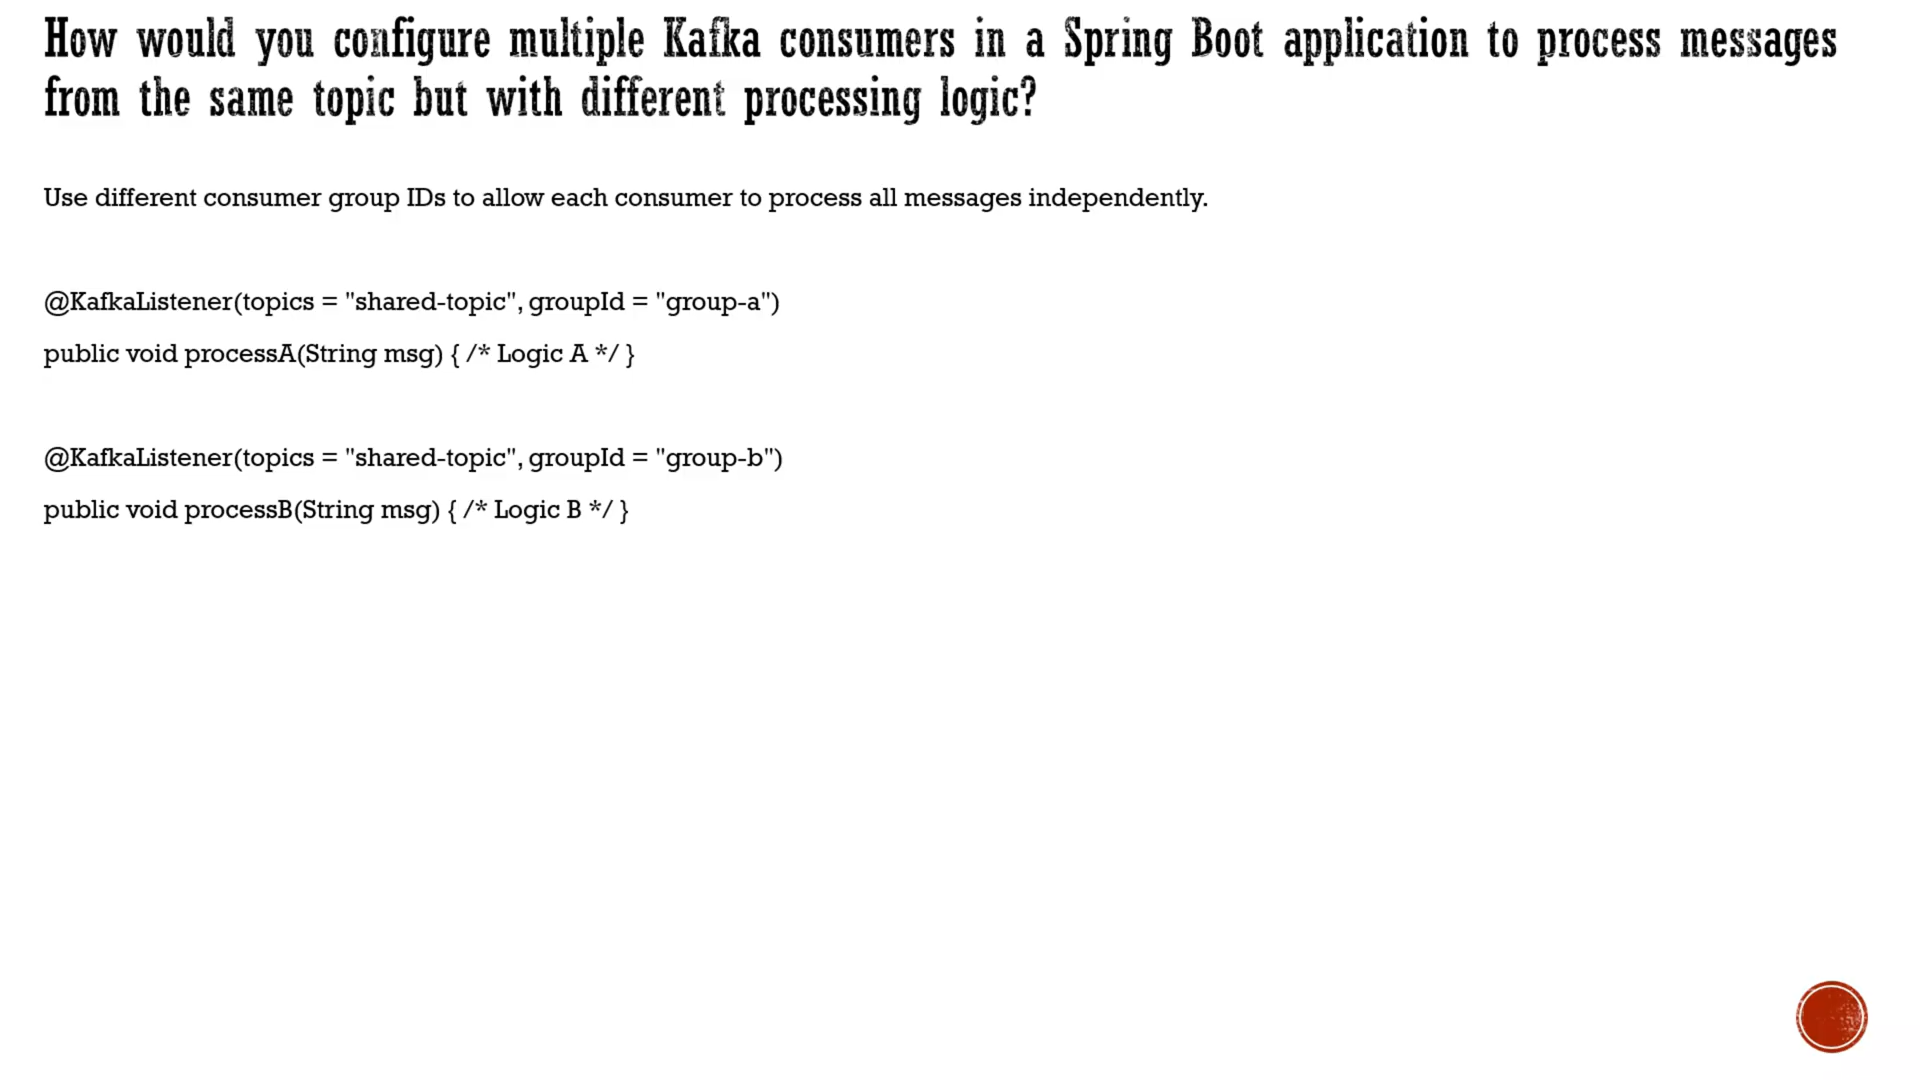 How would you configure multiple Kafka consumers in a Spring Boot application to process messages
from the same topic but with different processing logic?
Use different consumer group IDs to allow each consumer to process all messages independently.
@KafkaListener(topics = "shared-topic", groupId = "group-a")
public void processA(String msg) { /* Logic A */ }
@KafkaListener(topics = "shared-topic", groupId = "group-b")
public void processB(String msg) { /* Logic B */ }